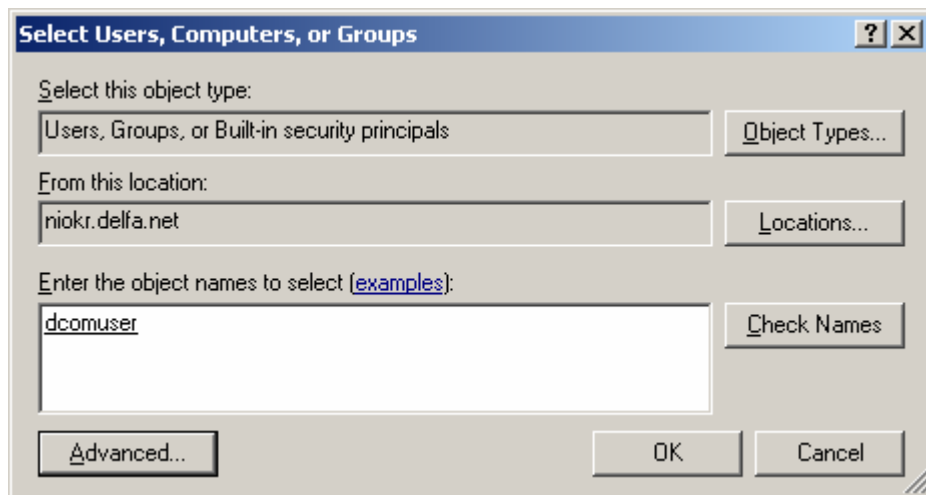 Select Users, Computers, or Groups
Select this object type:
Users, Groups, or Built-in security principals
Object Types...
From this location:
niokr.delfa.net
Locations...
Enter the object names to select (examples):
dcomuser
Check Names
Advanced...
OK
Cancel